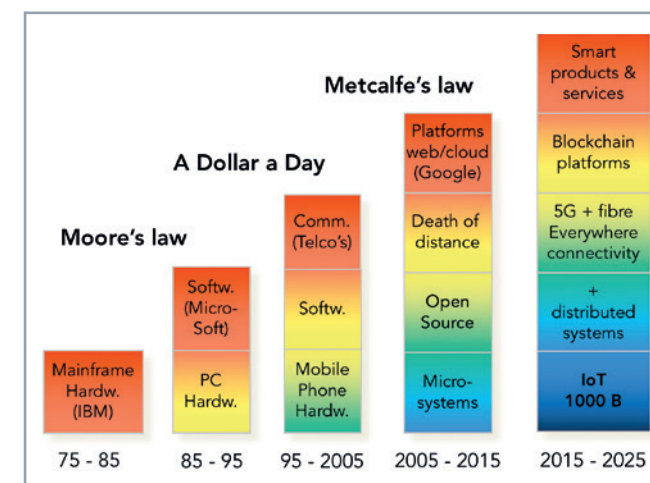 Moore's law
A Dollar a Day
Metcalfe's law
Mainframe
Hardw.
(IBM)
75 - 85
Softw.
(Micro-
Soft)
PC
Hardw.
85 - 95
Comm.
(Telco's)
Softw.
Mobile
Phone
Hardw.
95 - 2005
Platforms
web/cloud
(Google)
Death of
distance
Open
Source
Micro-
systems
2005 - 2015
Smart
products &
services
Blockchain
platforms
5G + fibre
Everywhere
connectivity
+
distributed
systems
IoT
1000 B
2015 - 2025